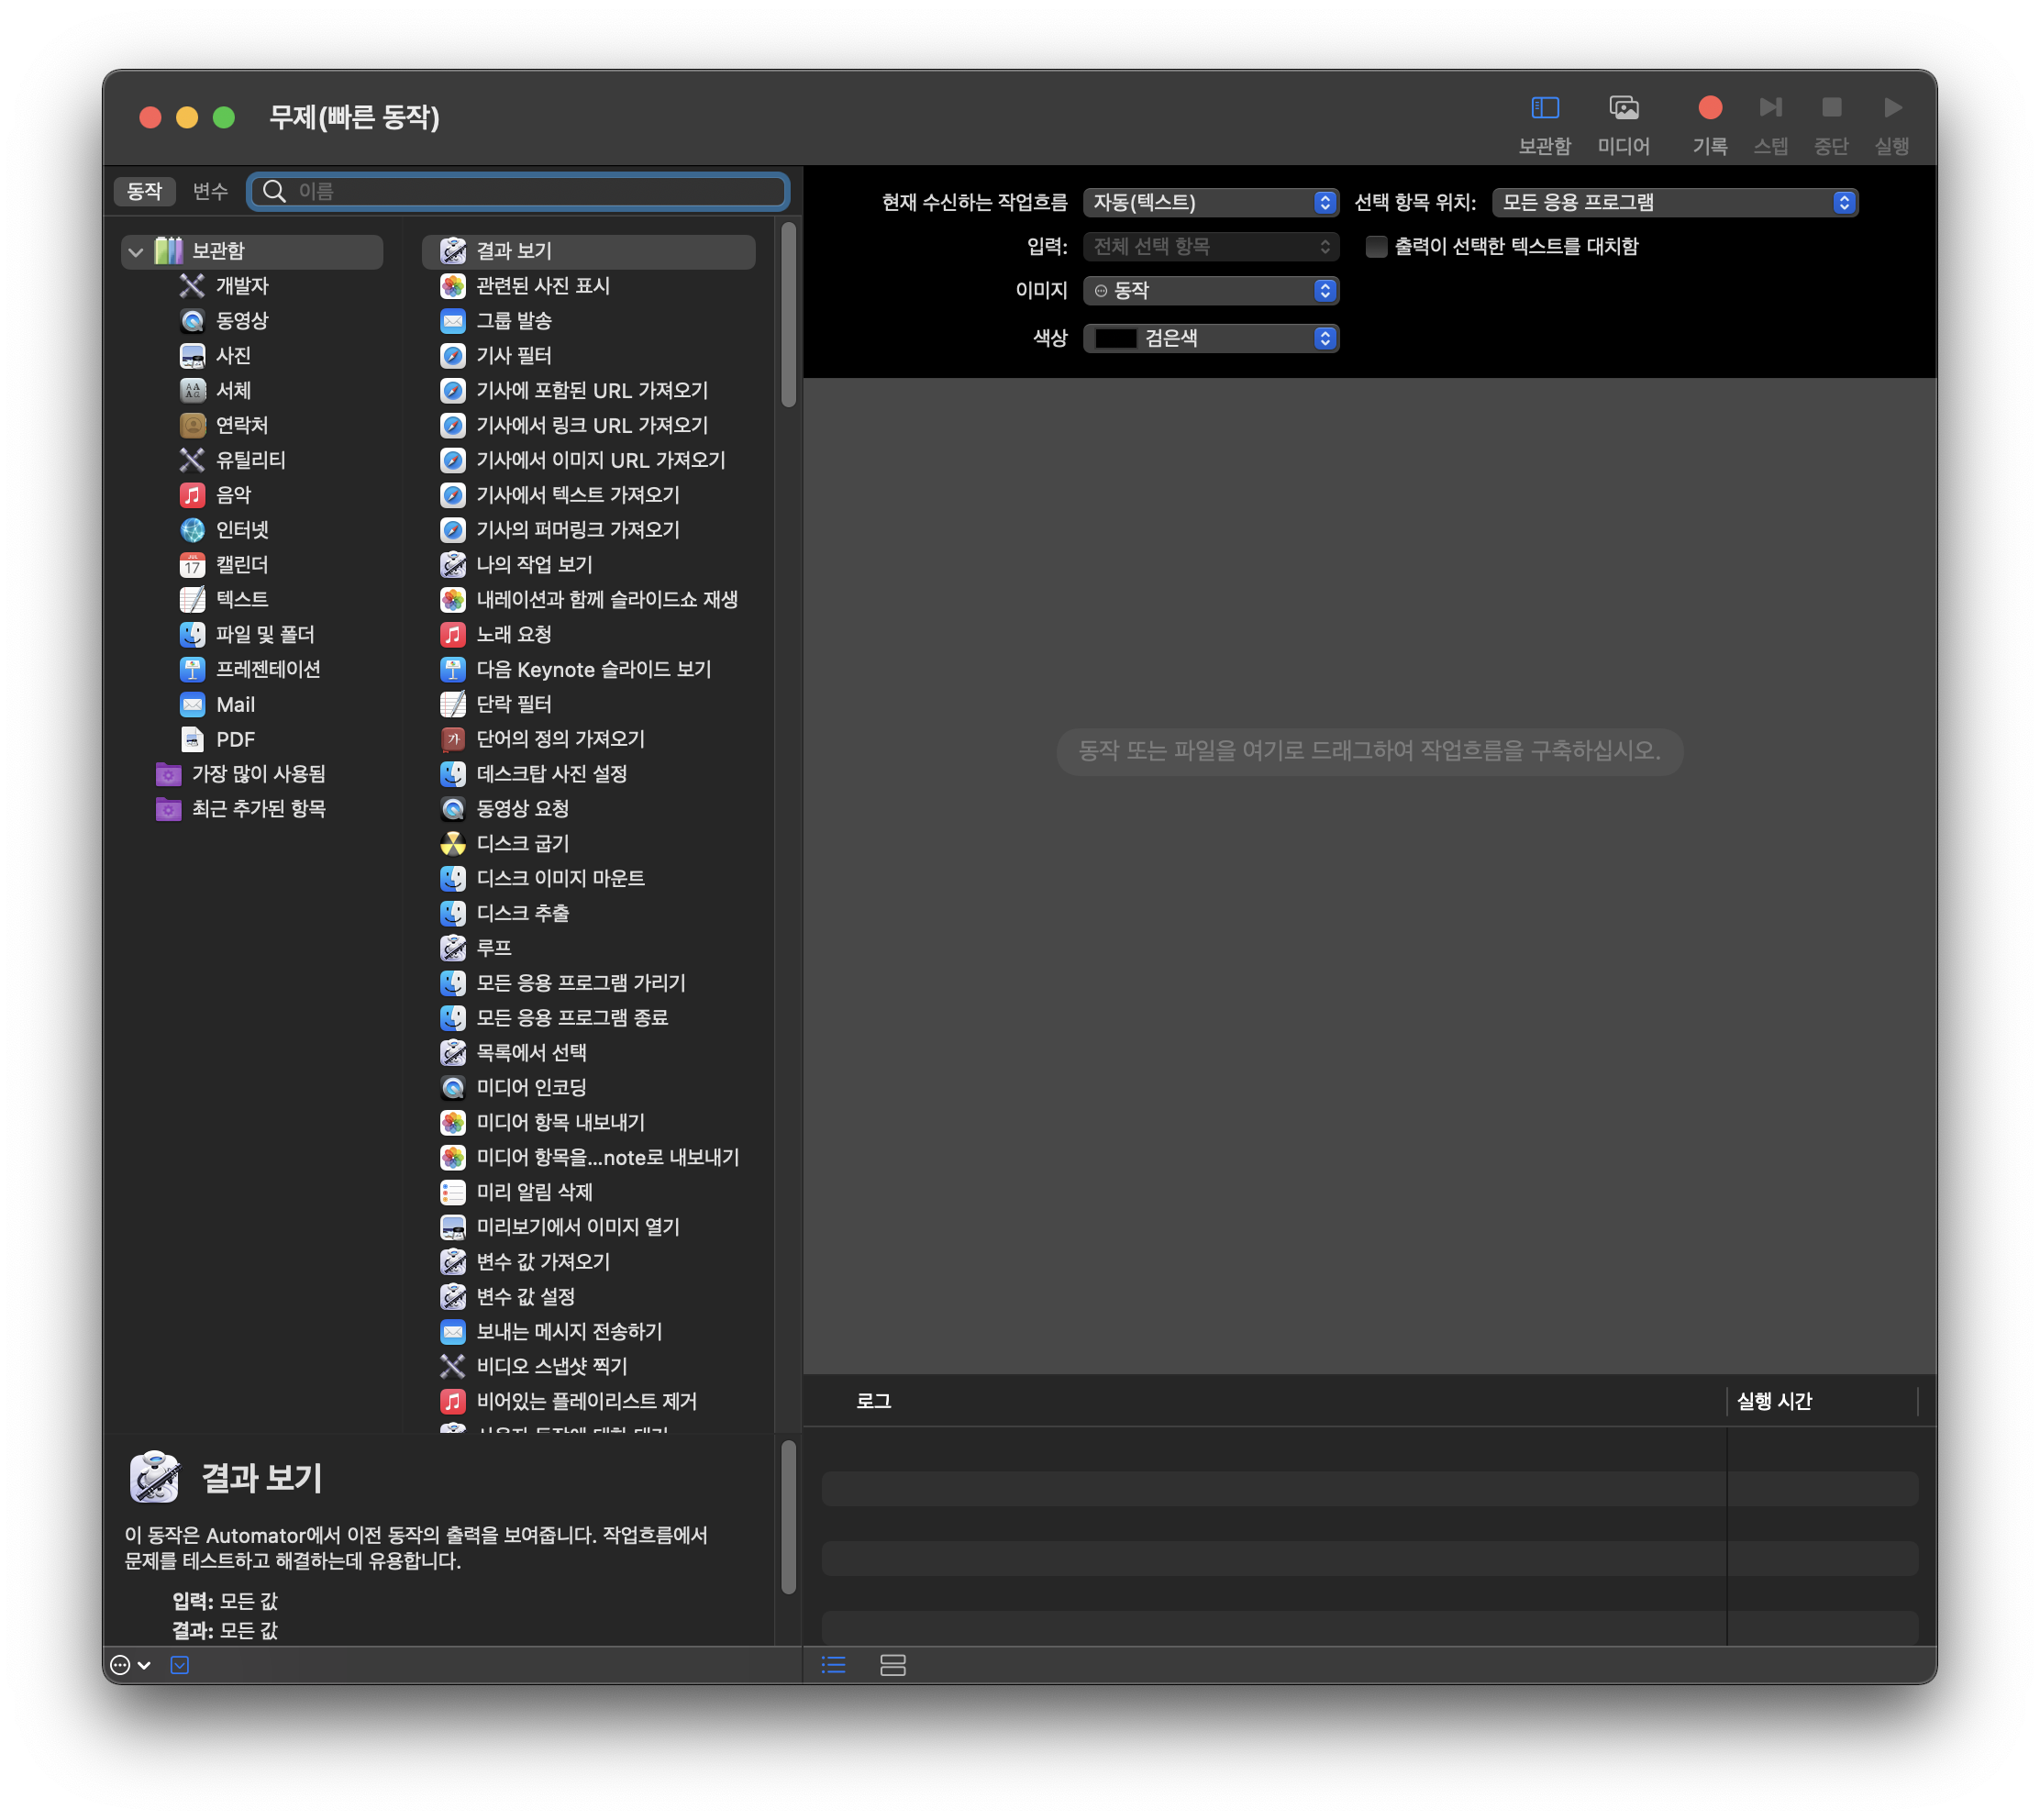 무제(빠른 동작)
보관함
미디어
기록
스텝
중단
실행
동작
변수
이름
보관함
개발자
동영상
사진
서체
연락처
유틸리티
음악
인터넷
캘린더
텍스트
파일 및 폴더
프레젠테이션
Mail
PDF
가장 많이 사용됨
최근 추가된 항목
결과 보기
관련된 사진 표시
그룹 발송
기사 필터
기사에 포함된 URL 가져오기
기사에서 링크 URL 가져오기
기사에서 이미지 URL 가져오기
기사에서 텍스트 가져오기
기사의 퍼머링크 가져오기
나의 작업 보기
내레이션과 함께 슬라이드쇼 재생
노래 요청
다음 Keynote 슬라이드 보기
단락 필터
단어의 정의 가져오기
데스크탑 사진 설정
동영상 요청
디스크 굽기
디스크 이미지 마운트
디스크 추출
루프
모든 응용 프로그램 가리기
모든 응용 프로그램 종료
목록에서 선택
미디어 인코딩
미디어 항목 내보내기
미디어 항목을...note로 내보내기
미리 알림 삭제
미리보기에서 이미지 열기
변수 값 가져오기
변수 값 설정
보내는 메시지 전송하기
비디오 스냅샷 찍기
비어있는 플레이리스트 제거
결과 보기
이 동작은 Automator에서 이전 동작의 출력을 보여줍니다. 작업흐름에서
문제를 테스트하고 해결하는데 유용합니다.
입력: 모든 값
결과: 모든 값
현재 수신하는 작업흐름 자동(텍스트) 선택 항목 위치: 모든 응용 프로그램
입력: 전체 선택 항목 출력이 선택한 텍스트를 대치함
이미지 동작
색상 검은색
동작 또는 파일을 여기로 드래그하여 작업흐름을 구축하십시오.
로그 실행 시간